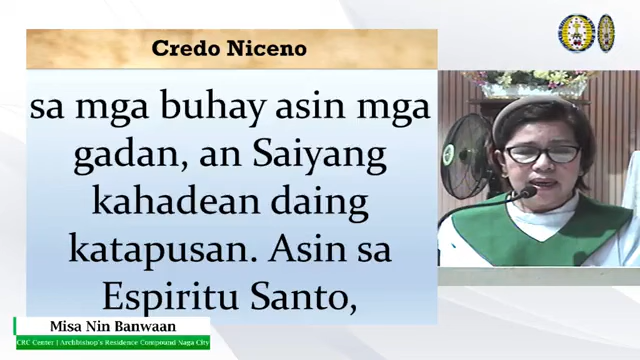 Credo Niceno
sa mga buhay asin mga
gadan, an Saiyang
kahadean daing
katapusan. Asin sa
Espiritu Santo,
Misa Nin Banwaan
CRC Center | Archbishop's Residence Compound Naga City